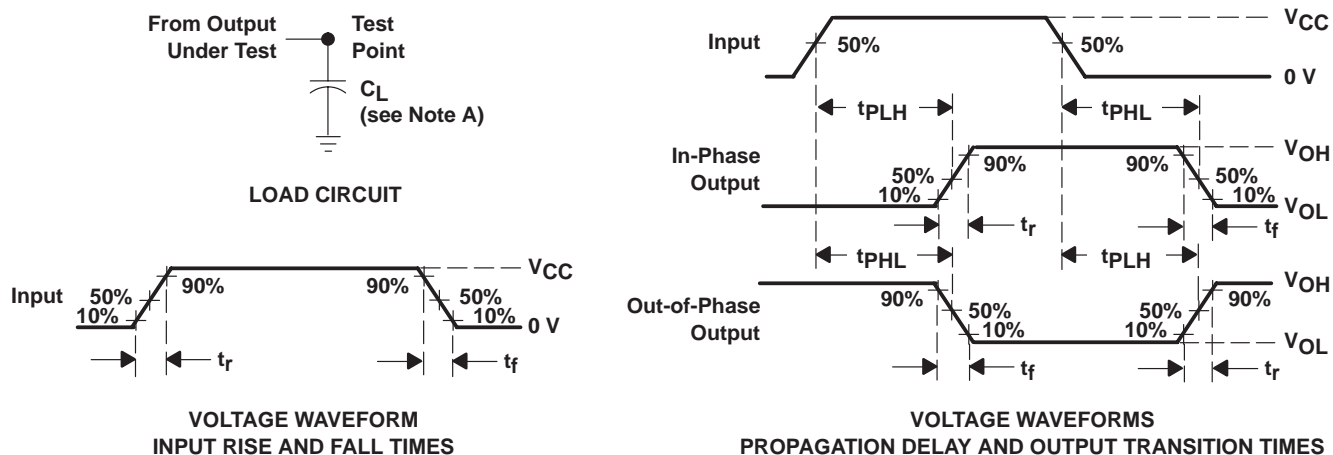 From Output
Under Test
Test
Point
CL
(see Note A)
LOAD CIRCUIT
Input
50%
10%
90%
90%
50%
10%
VCC
0 V
tr
tf
VOLTAGE WAVEFORM
INPUT RISE AND FALL TIMES
Input
50%
50%
VCC
0 V
tPLH
tPHL
In-Phase
Output
50%
10%
90%
90%
50%
10%
VOH
VOL
tr
tf
tPHL
tPLH
Out-of-Phase
Output
90%
50%
10%
50%
10%
90%
VOH
VOL
tf
tr
VOLTAGE WAVEFORMS
PROPAGATION DELAY AND OUTPUT TRANSITION TIMES